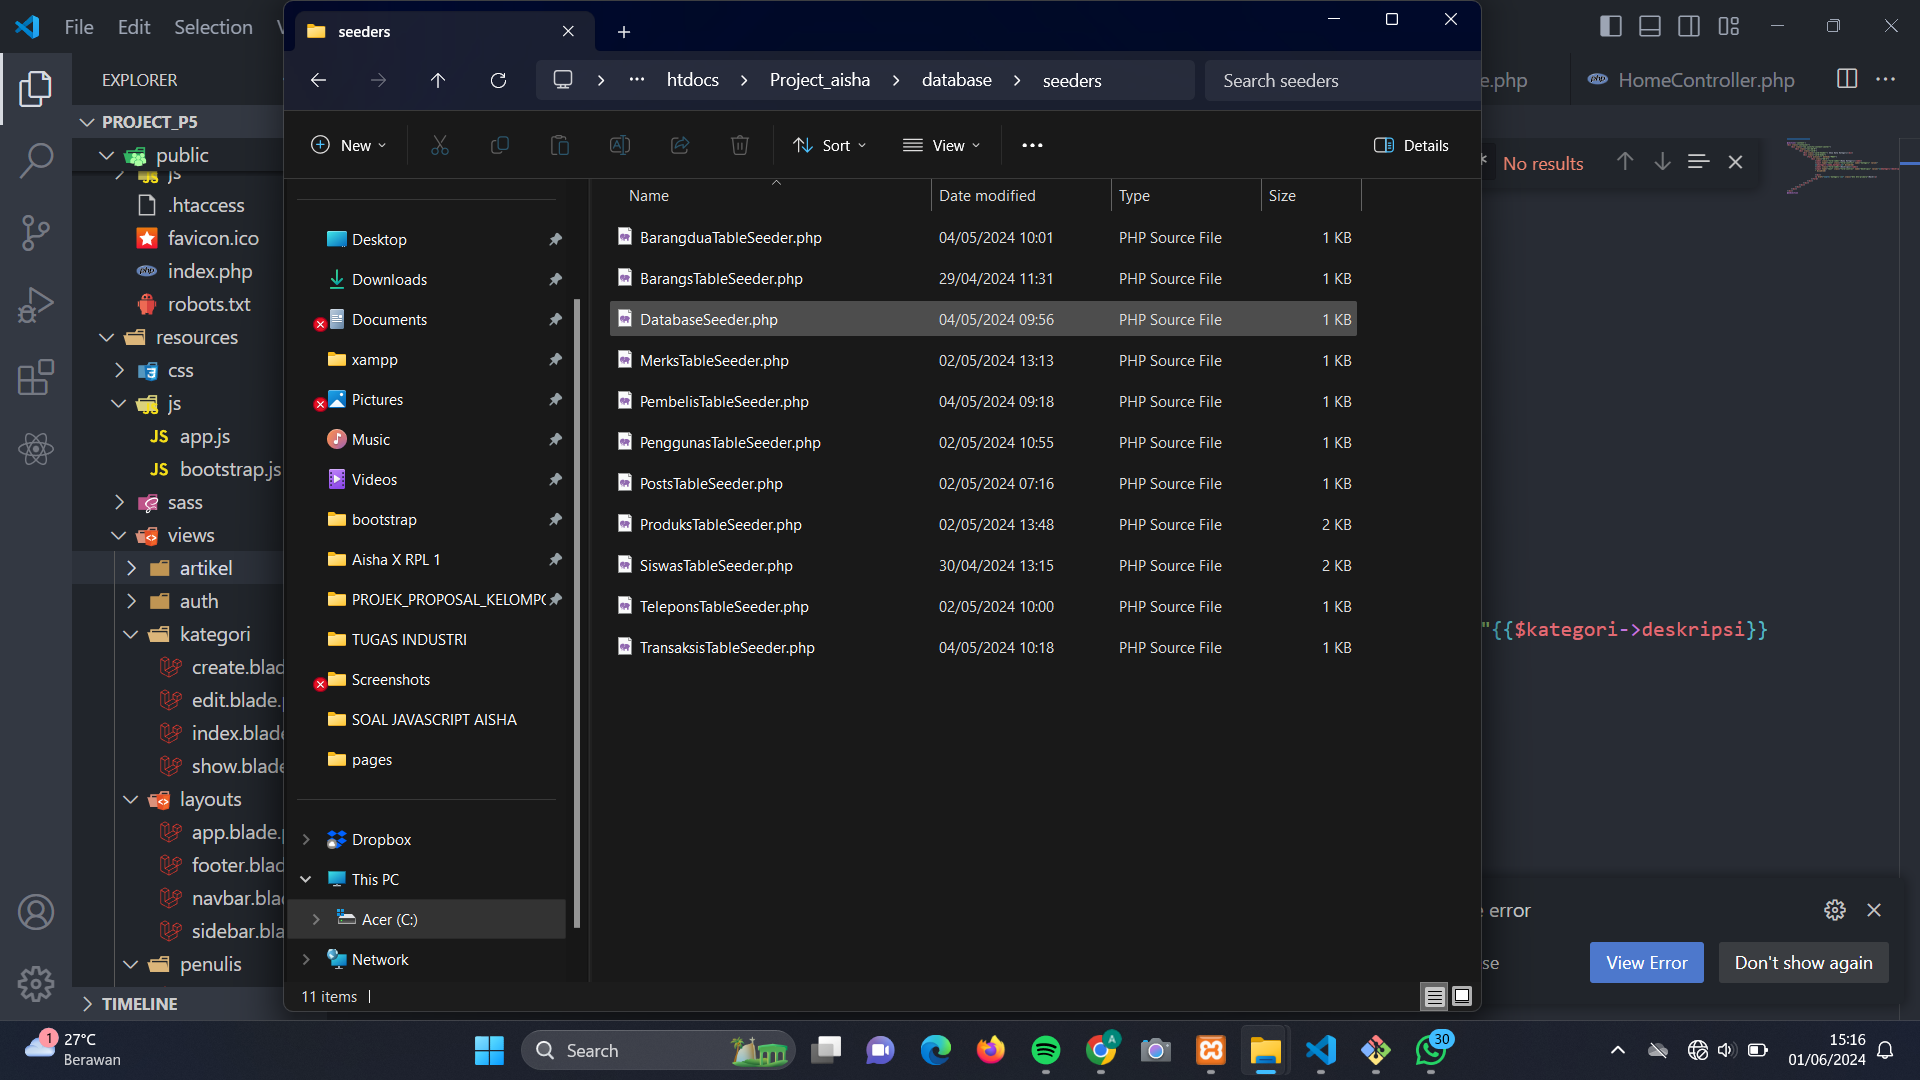 File Edit Selection
EXPLORER
PROJECT_P5
public
js
.htaccess
favicon.ico
index.php
robots.txt
resources
css
js
JS app.js
JS bootstrap.js
sass
views
artikel
auth
kategori
create.blad
edit.blade.
index.blade
show.blade
layouts
app.blade.
footer.blad
navbar.bla
sidebar.bla
penulis
TIMELINE
seeders
htdocs Project_aisha database seeders
Search seeders
New
Sort
View
Details
Desktop
Downloads
Documents
xampp
Pictures
Music
Videos
bootstrap
Aisha X RPL 1
PROJEK_PROPOSAL_KELOMPO
TUGAS INDUSTRI
Screenshots
SOAL JAVASCRIPT AISHA
pages
Dropbox
This PC
Acer (C:)
Network
Name Date modified Type Size
BarangduaTableSeeder.php 04/05/2024 10:01 PHP Source File 1 KB
BarangsTableSeeder.php 29/04/2024 11:31 PHP Source File 1 KB
DatabaseSeeder.php 04/05/2024 09:56 PHP Source File 1 KB
MerksTableSeeder.php 02/05/2024 13:13 PHP Source File 1 KB
PembelisTableSeeder.php 04/05/2024 09:18 PHP Source File 1 KB
PenggunasTableSeeder.php 02/05/2024 10:55 PHP Source File 1 KB
PostsTableSeeder.php 02/05/2024 07:16 PHP Source File 1 KB
ProduksTableSeeder.php 02/05/2024 13:48 PHP Source File 2 KB
SiswasTableSeeder.php 30/04/2024 13:15 PHP Source File 2 KB
TeleponsTableSeeder.php 02/05/2024 10:00 PHP Source File 1 KB
TransaksisTableSeeder.php 04/05/2024 10:18 PHP Source File 1 KB
11 items
e.php
HomeController.php
No results
"{{$kategori->deskripsi}}
error
se
View Error
Don't show again
1
27°C
Berawan
Search
A
30
15:16
01/06/2024